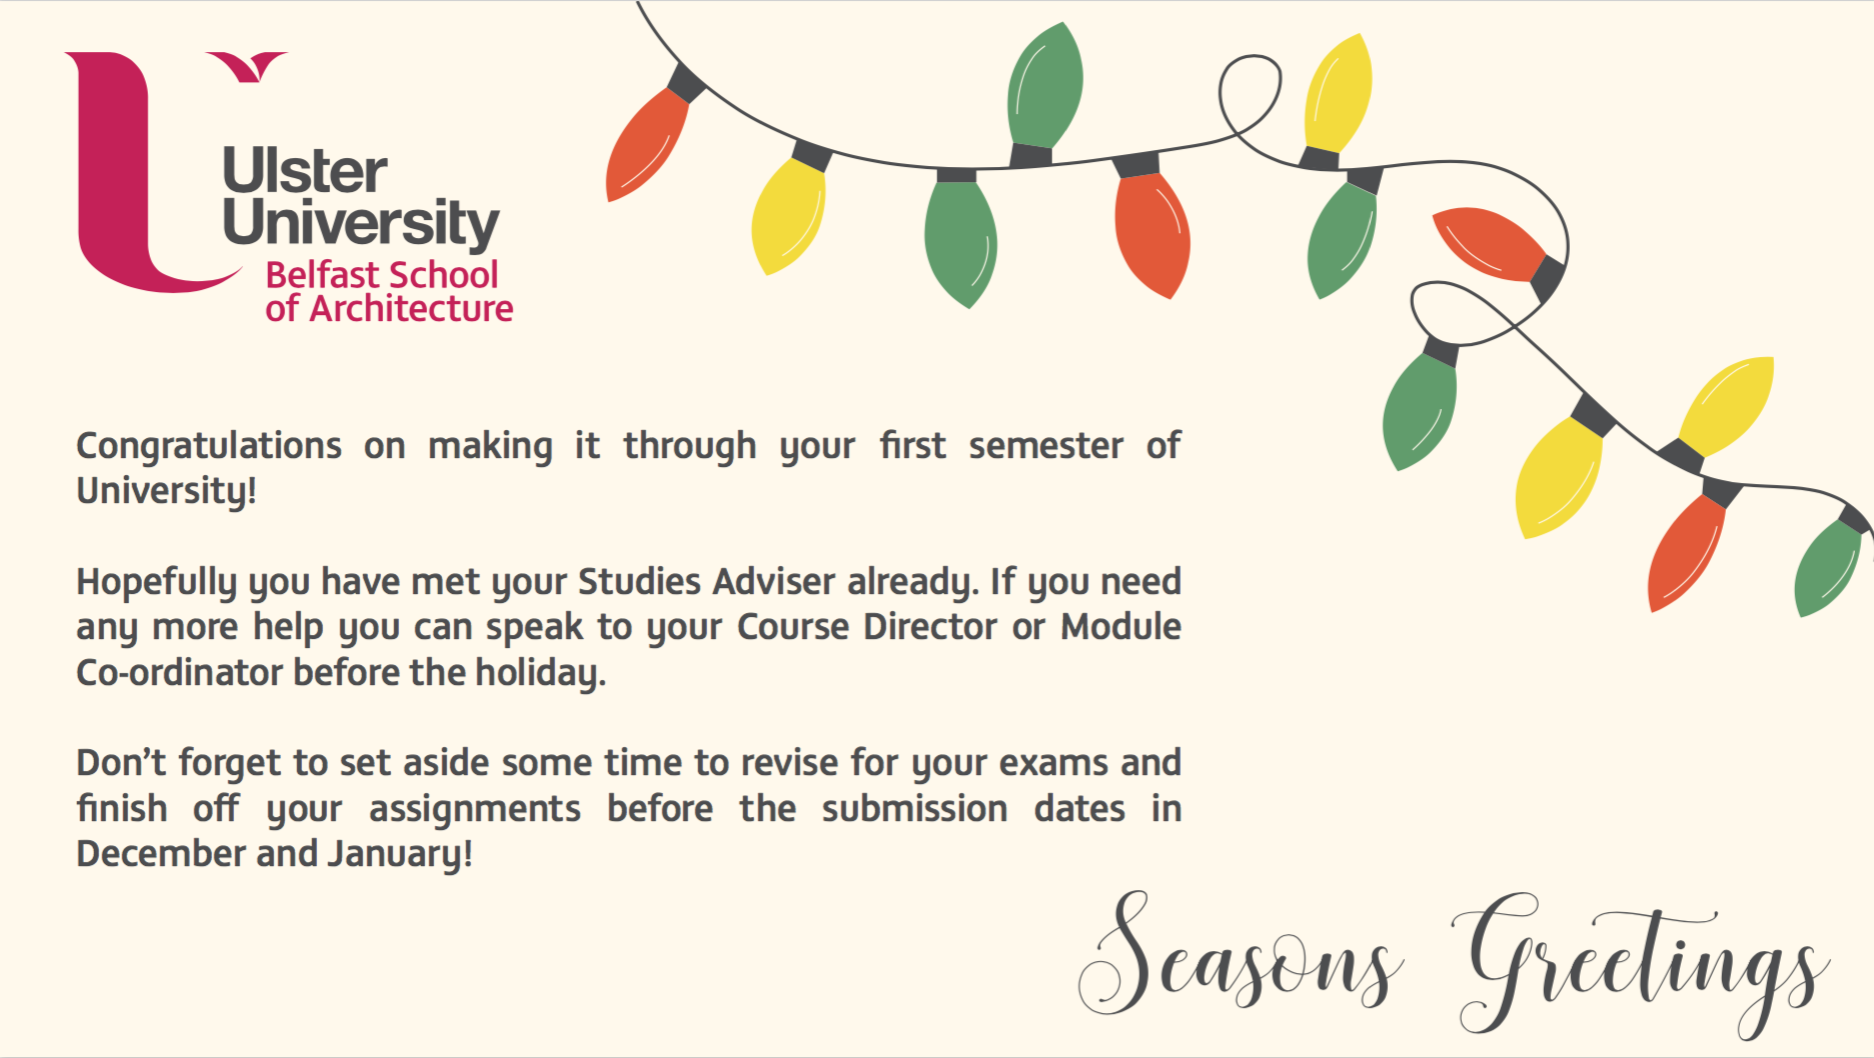 Ulster
University
Belfast School
of Architecture
Congratulations on making it through your first semester of
University!
Hopefully you have met your Studies Adviser already. If you need
any more help you can speak to your Course Director or Module
Co-ordinator before the holiday.
Don’t forget to set aside some time to revise for your exams and
finish off your assignments before the submission dates in
December and January!
Seasons Greetings